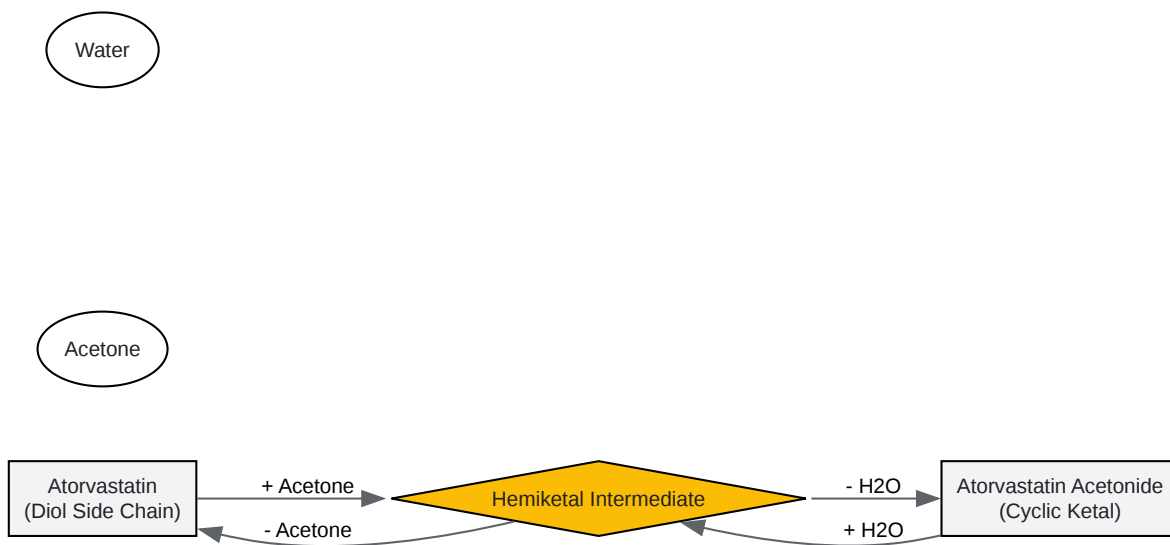 Water
Acetone
Atorvastatin
(Diol Side Chain)
+ Acetone
- Acetone
Hemiketal Intermediate
- H2O
+ H2O
Atorvastatin Acetonide
(Cyclic Ketal)